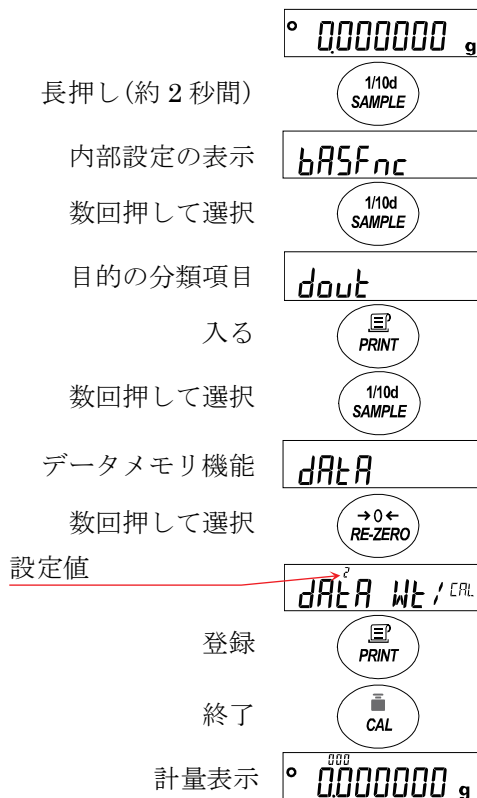 0.000000 g
長押し(約2秒間)
1/10d
SAMPLE
内部設定の表示
bASFnc
数回押して選択
1/10d
SAMPLE
目的の分類項目
dout
入る
PRINT
数回押して選択
1/10d
SAMPLE
データメモリ機能
dAtA
数回押して選択
→0←
RE-ZERO
設定値
2
dAtA Wt/ CAL
登録
PRINT
終了
CAL
000
計量表示
0.000000 g